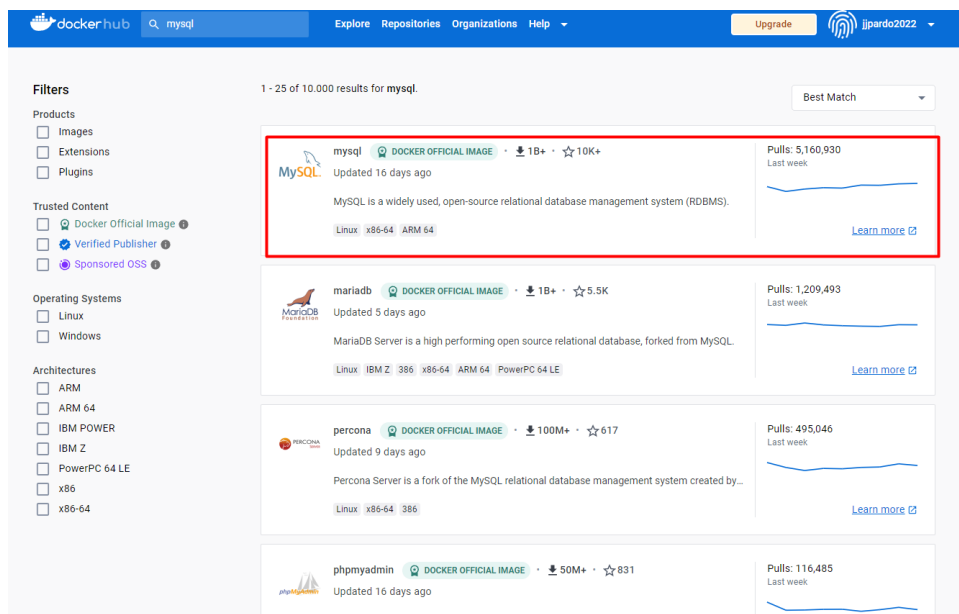 dockerhub
mysql
Explore Repositories Organizations Help
Upgrade
jjpardo2022
Filters
Products
Images
Extensions
Plugins
Trusted Content
Docker Official Image
Verified Publisher
Sponsored OSS
Operating Systems
Linux
Windows
Architectures
ARM
ARM 64
IBM POWER
IBM Z
PowerPC 64 LE
x86
x86-64
1 - 25 of 10.000 results for mysql.
Best Match
MySQL.
mysql DOCKER OFFICIAL IMAGE · 1B+ · 10K+
Updated 16 days ago
MySQL is a widely used, open-source relational database management system (RDBMS).
Linux x86-64 ARM 64
Pulls: 5,160,930
Last week
Learn more
MariaDB
Foundation
mariadb DOCKER OFFICIAL IMAGE · 1B+ · 5.5K
Updated 5 days ago
MariaDB Server is a high performing open source relational database, forked from MySQL.
Linux IBM Z 386 x86-64 ARM 64 PowerPC 64 LE
Pulls: 1,209,493
Last week
Learn more
PERCONA
percona DOCKER OFFICIAL IMAGE · 100M+ · 617
Updated 9 days ago
Percona Server is a fork of the MySQL relational database management system created by...
Linux x86-64 386
Pulls: 495,046
Last week
Learn more
phpMyAdmin
phpmyadmin DOCKER OFFICIAL IMAGE · 50M+ · 831
Updated 16 days ago
Pulls: 116,485
Last week